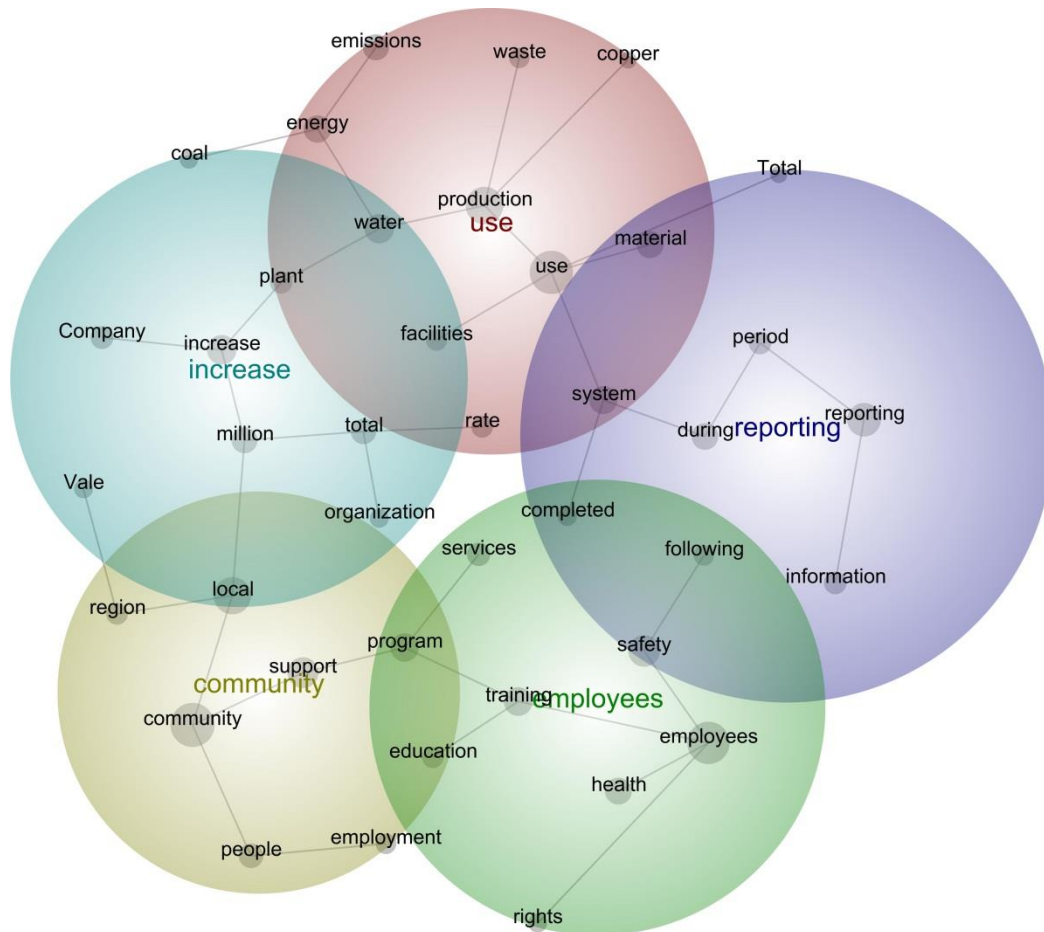 emissions
waste
copper
energy
coal
Total
production
use
water
material
use
plant
Company
increase
facilities
period
increase
system
reporting
million
total
rate
during
reporting
Vale
organization
completed
services
following
information
region
local
program
safety
support
community
training
employees
community
employees
education
health
people
employment
rights